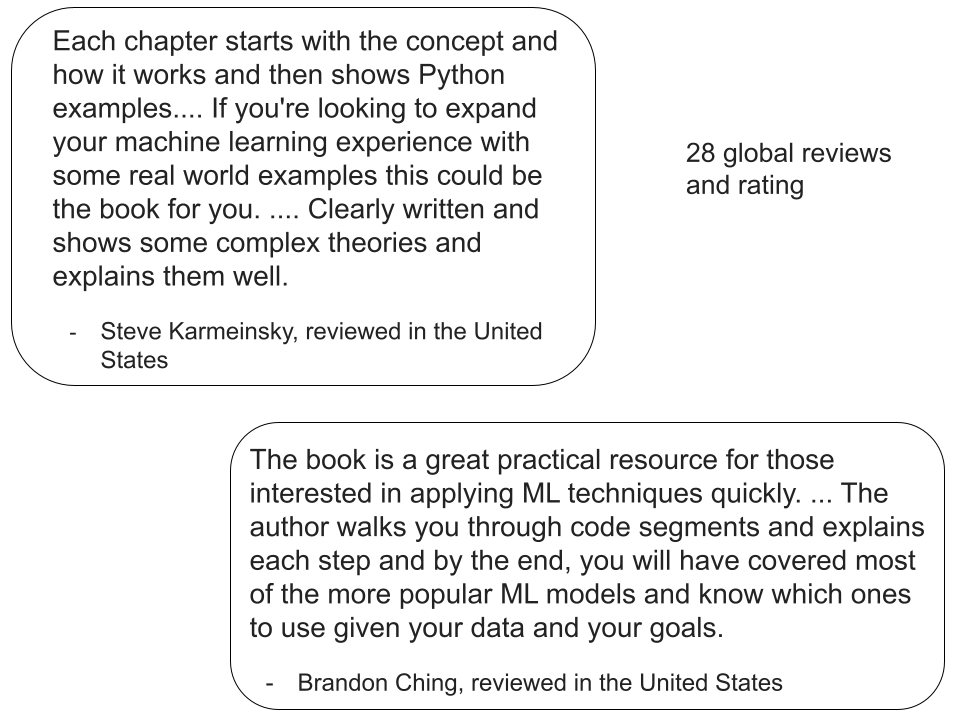 Each chapter starts with the concept and
how it works and then shows Python
examples.... If you're looking to expand
your machine learning experience with
some real world examples this could be
the book for you. .... Clearly written and
shows some complex theories and
explains them well.
- Steve Karmeinsky, reviewed in the United
States
28 global reviews
and rating
The book is a great practical resource for those
interested in applying ML techniques quickly. ... The
author walks you through code segments and explains
each step and by the end, you will have covered most
of the more popular ML models and know which ones
to use given your data and your goals.
- Brandon Ching, reviewed in the United States